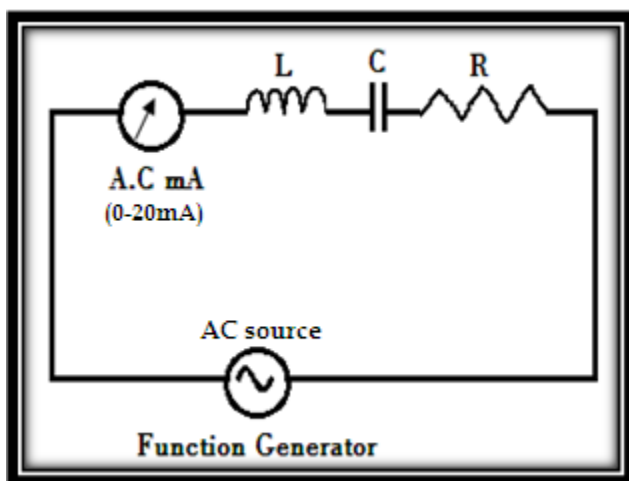 L C R
A.C mA
(0-20mA)
AC source
Function Generator